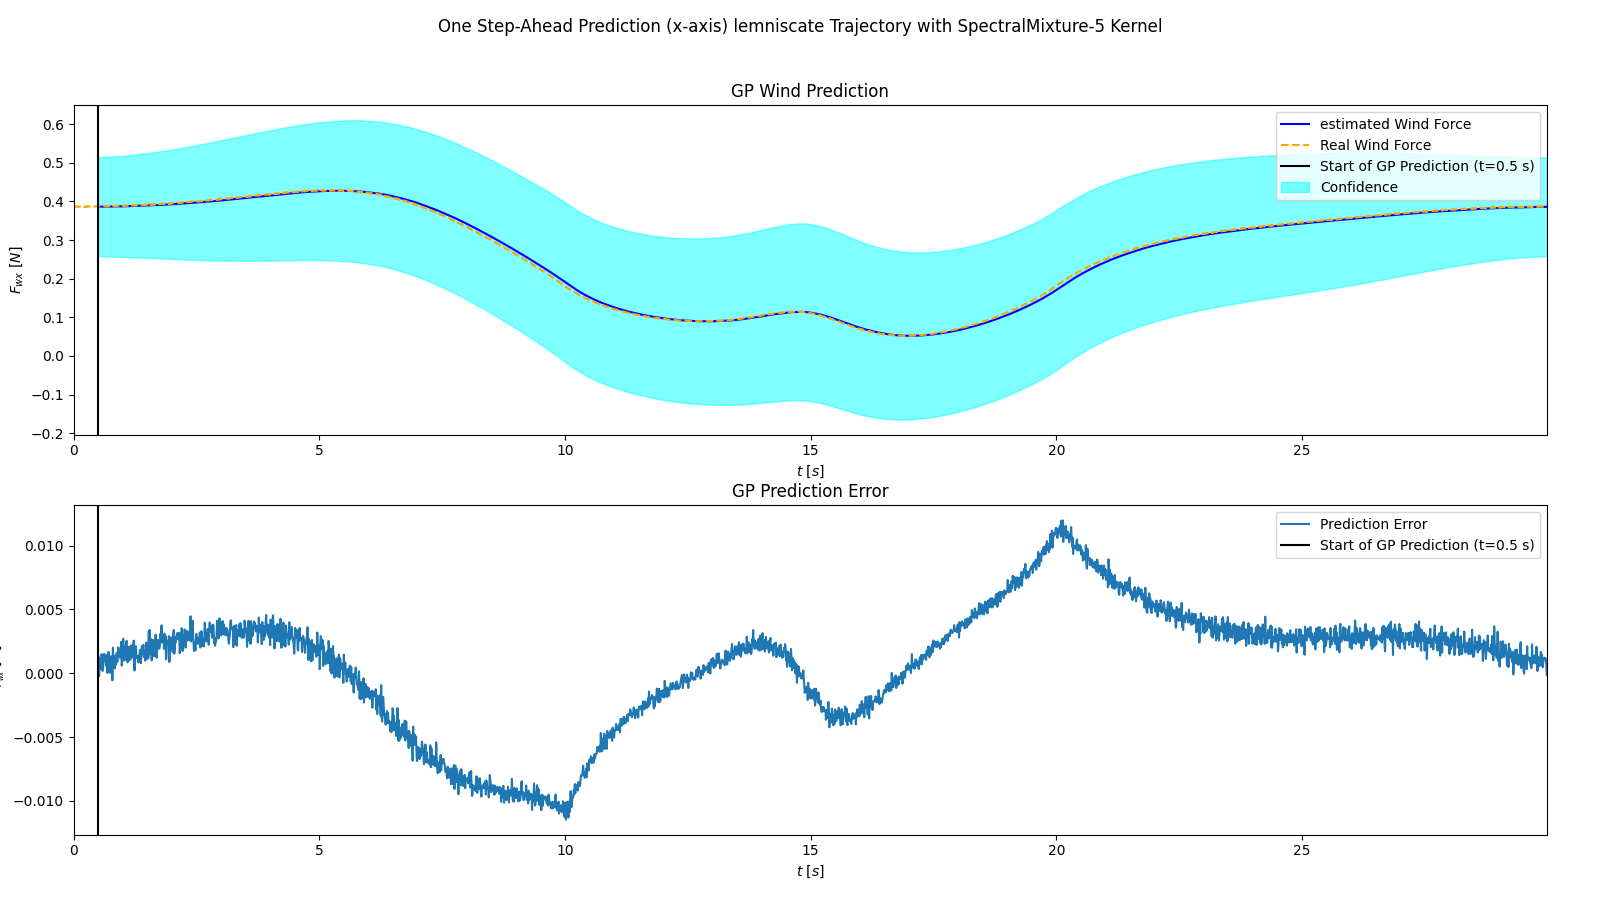 One Step-Ahead Prediction (x-axis) lemniscate Trajectory with SpectralMixture-5 Kernel
GP Wind Prediction
0.6
0.5
0.4
0.3
0.2
0.1
0.0
−0.1
−0.2
F_wx [N]
estimated Wind Force
Real Wind Force
Start of GP Prediction (t=0.5 s)
Confidence
0 5 10 15 20 25
t [s]
GP Prediction Error
0.010
0.005
0.000
−0.005
−0.010
Prediction Error
Start of GP Prediction (t=0.5 s)
0 5 10 15 20 25
t [s]